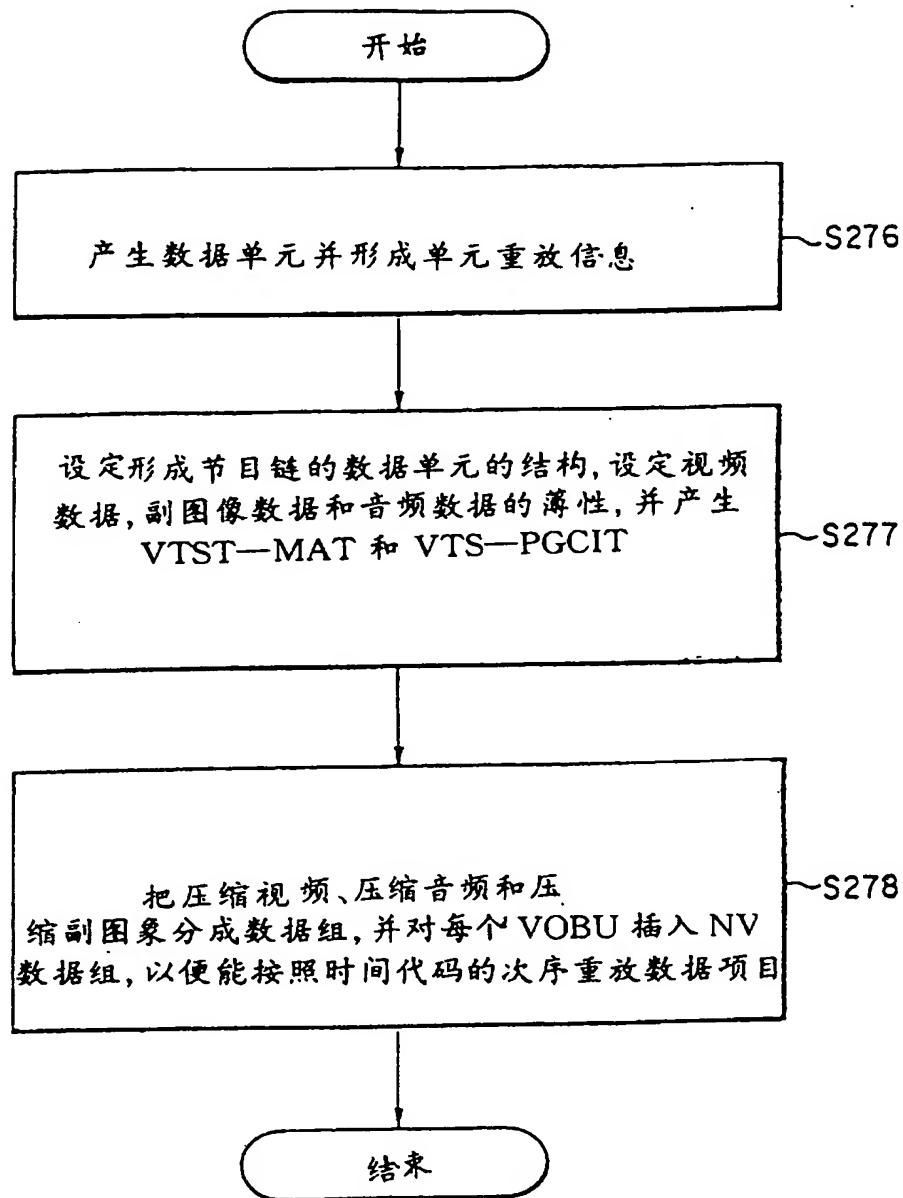 开始
产生数据单元并形成单元重放信息
S276
设定形成节目链的数据单元的结构,设定视频
数据,副图像数据和音频数据的薄性,并产生
VTST—MAT 和 VTS—PGCIT
S277
把压缩视频、压缩音频和压
缩副图象分成数据组,并对每个 VOBU 插入 NV
数据组,以便能按照时间代码的次序重放数据项目
S278
结束